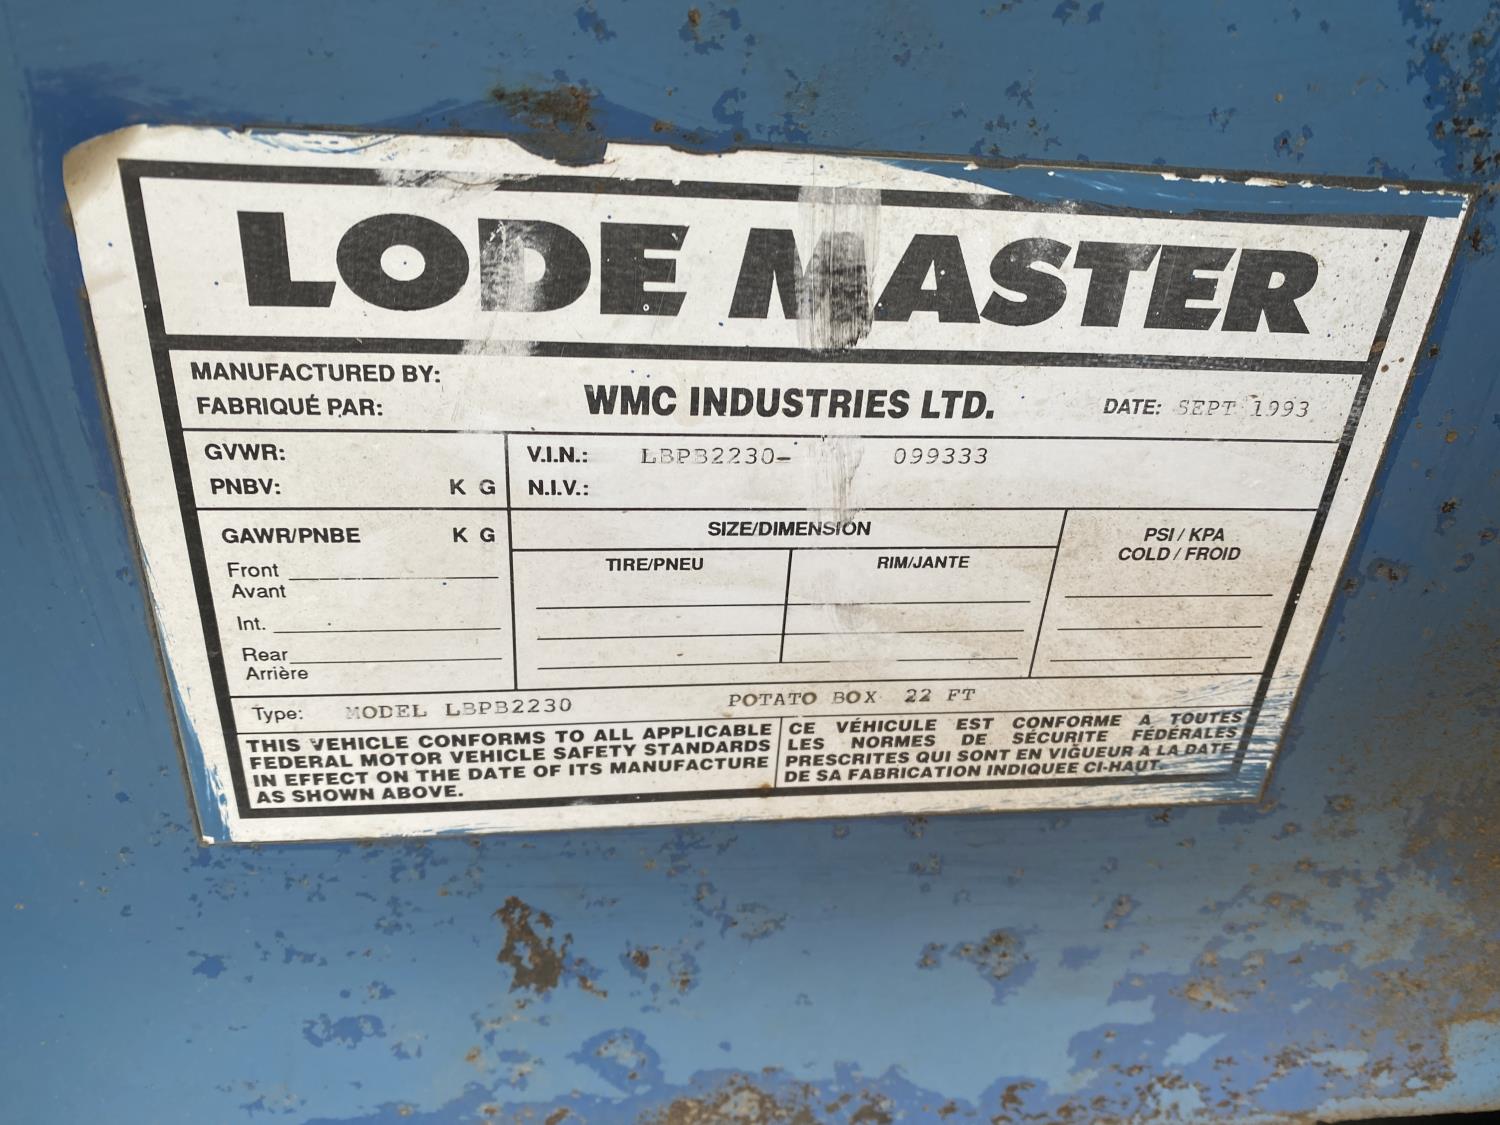 LODE MASTER
MANUFACTURED BY:
FABRIQUÉ PAR:
WMC INDUSTRIES LTD.
DATE: SEPT 1993
GVWR:
PNBV: K G
V.I.N.: LBPB2230- 099333
N.I.V.:
GAWR/PNBE K G
Front
Avant
Int.
Rear
Arrière
SIZE/DIMENSION
TIRE/PNEU RIM/JANTE
PSI / KPA
COLD / FROID
Type: MODEL LBPB2230 POTATO BOX 22 FT
THIS VEHICLE CONFORMS TO ALL APPLICABLE
FEDERAL MOTOR VEHICLE SAFETY STANDARDS
IN EFFECT ON THE DATE OF ITS MANUFACTURE
AS SHOWN ABOVE.
CE VÉHICULE EST CONFORME A TOUTES
LES NORMES DE SÉCURITE FÉDERALES
PRESCRITES QUI SONT EN VIGUEUR A LA DATE
DE SA FABRICATION INDIQUEE CI-HAUT.